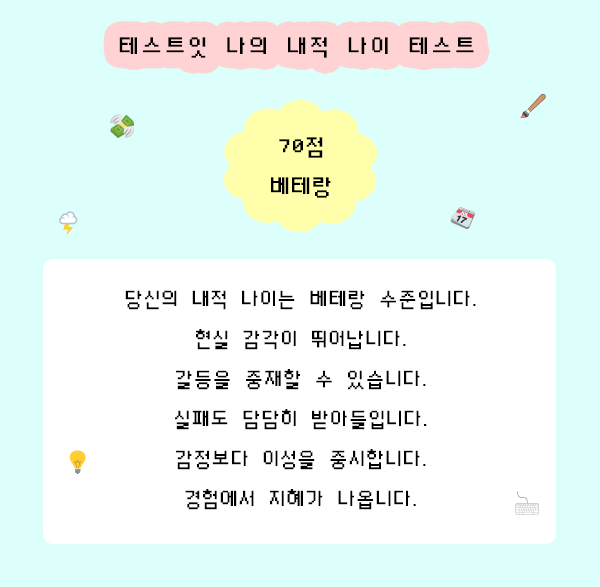 테스트잇 나의 내적 나이 테스트
70점
베테랑
17
당신의 내적 나이는 베테랑 수준입니다.
현실 감각이 뛰어납니다.
갈등을 중재할 수 있습니다.
실패도 담담히 받아들입니다.
감정보다 이성을 중시합니다.
경험에서 지혜가 나옵니다.